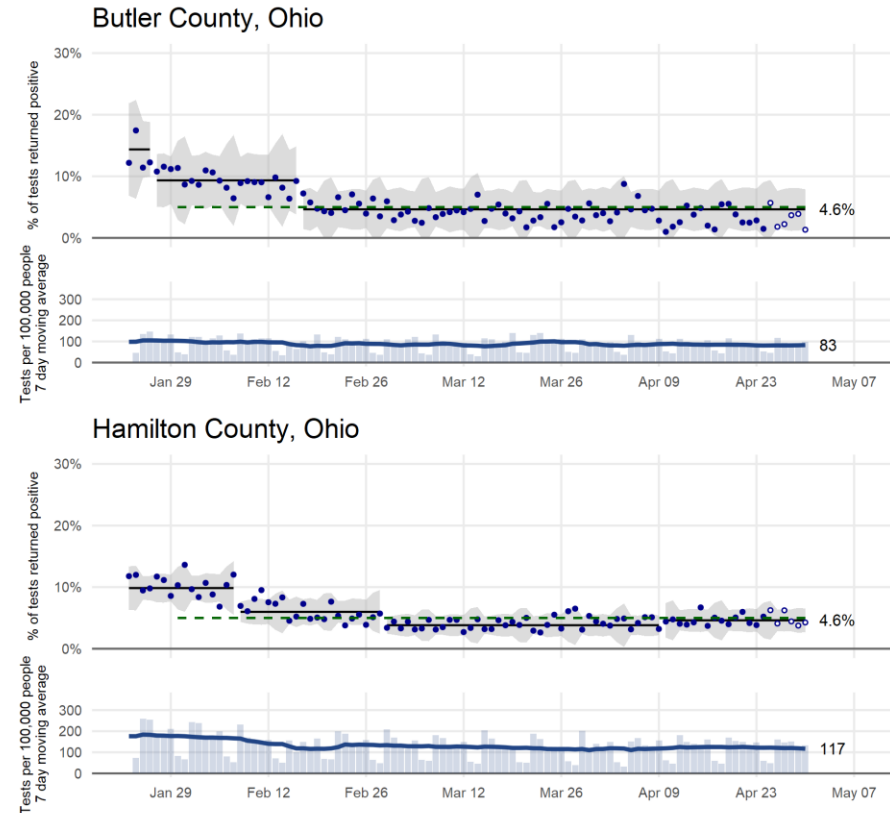 Butler County, Ohio
% of tests returned positive
30%
20%
10%
0%
4.6%
Tests per 100,000 people
7 day moving average
300
200
100
0
83
Jan 29 Feb 12 Feb 26 Mar 12 Mar 26 Apr 09 Apr 23 May 07
Hamilton County, Ohio
% of tests returned positive
30%
20%
10%
0%
4.6%
Tests per 100,000 people
7 day moving average
300
200
100
0
117
Jan 29 Feb 12 Feb 26 Mar 12 Mar 26 Apr 09 Apr 23 May 07